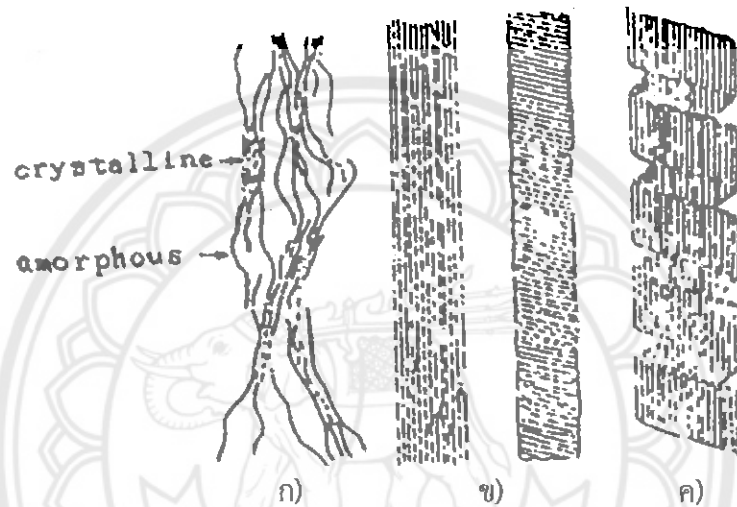 crystalline
amorphous
ก) ข) ค)